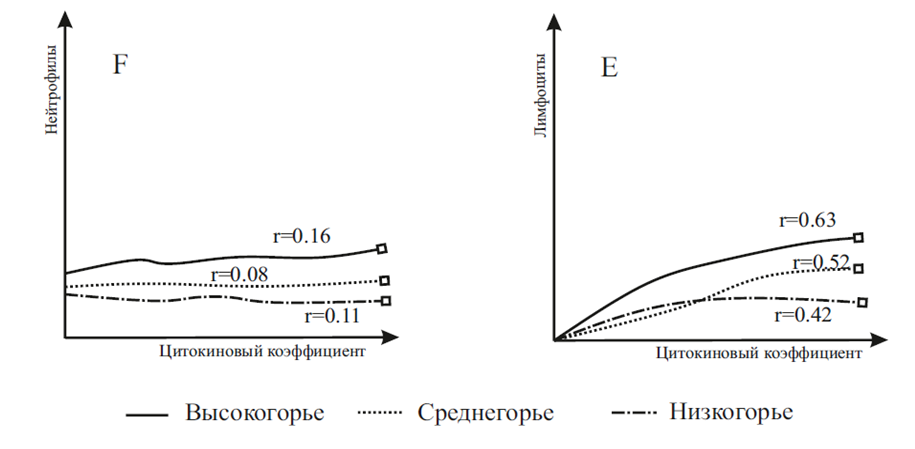 F
Нейтрофилы
r=0.16
r=0.08
r=0.11
Цитокиновый коэффициент
E
Лимфоциты
r=0.63
r=0.52
r=0.42
Цитокиновый коэффициент
Высокогорье
Среднегорье
Низкогорье